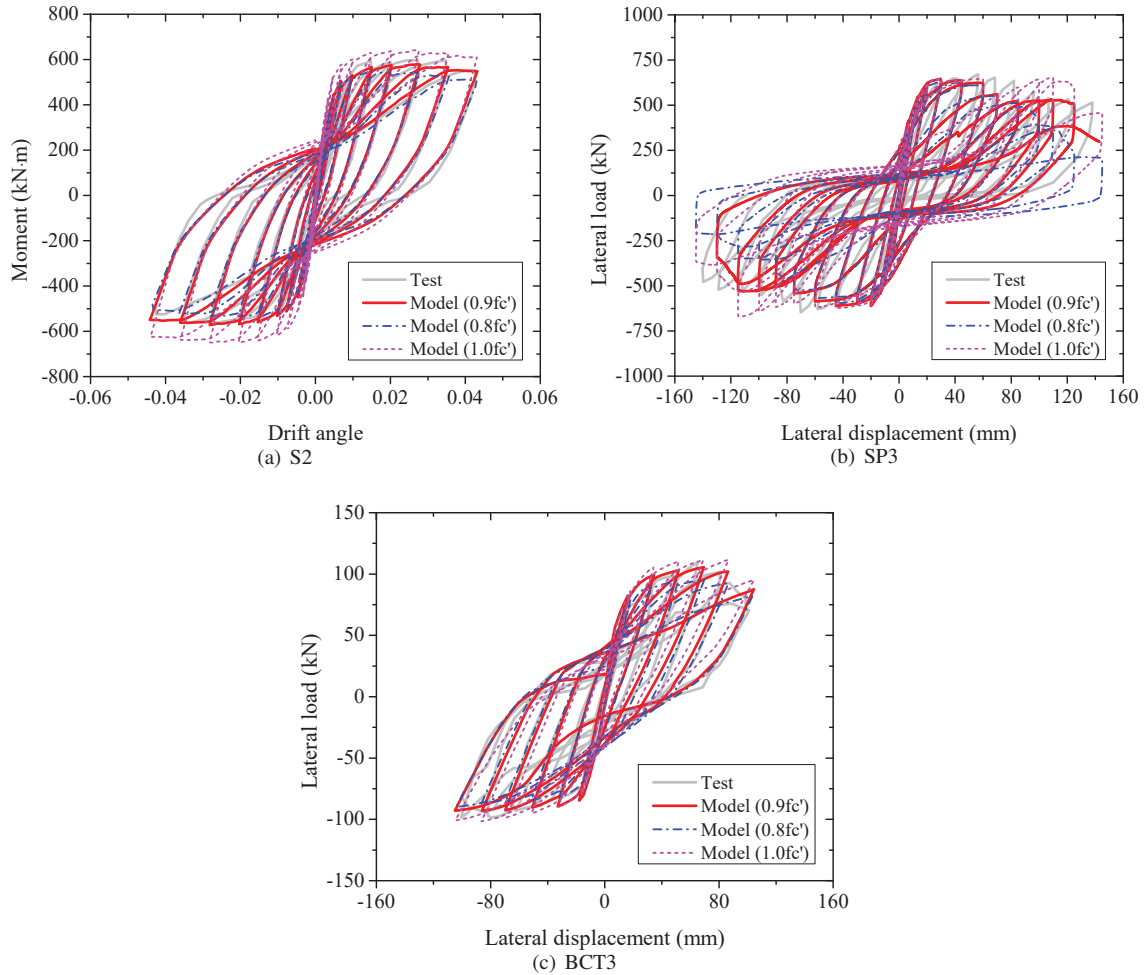 800
600
400
200
0
-200
-400
-600
-800
-0.06
-0.04
-0.02
0.00
0.02
0.04
0.06
Moment (kN·m)
Drift angle
Test
Model (0.9fc')
Model (0.8fc')
Model (1.0fc')
(a) S2
1000
750
500
250
0
-250
-500
-750
-1000
-160
-120
-80
-40
0
40
80
120
160
Lateral load (kN)
Lateral displacement (mm)
Test
Model (0.9fc')
Model (0.8fc')
Model (1.0fc')
(b) SP3
150
100
50
0
-50
-100
-150
-160
-80
0
80
160
Lateral load (kN)
Lateral displacement (mm)
Test
Model (0.9fc')
Model (0.8fc')
Model (1.0fc')
(c) BCT3